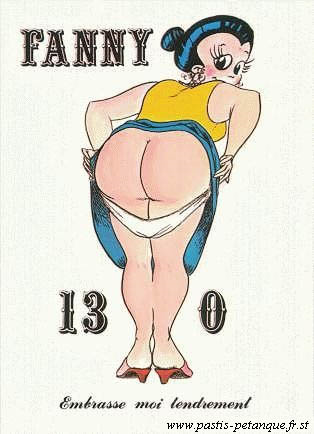 FANNY
13 0
Embrasse moi tendrement
www.pastis-petanque.fr.st